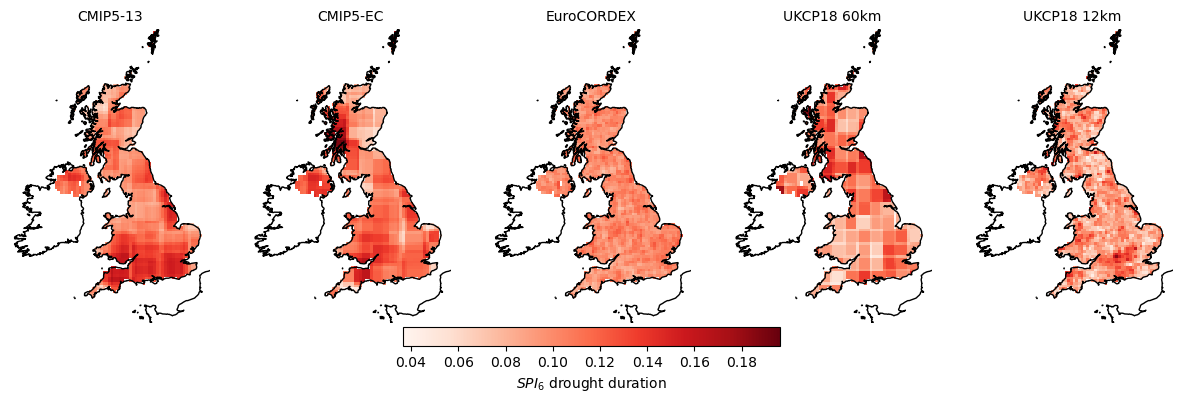 CMIP5-13 CMIP5-EC EuroCORDEX UKCP18 60km UKCP18 12km
0.04 0.06 0.08 0.10 0.12 0.14 0.16 0.18
SPI₆ drought duration